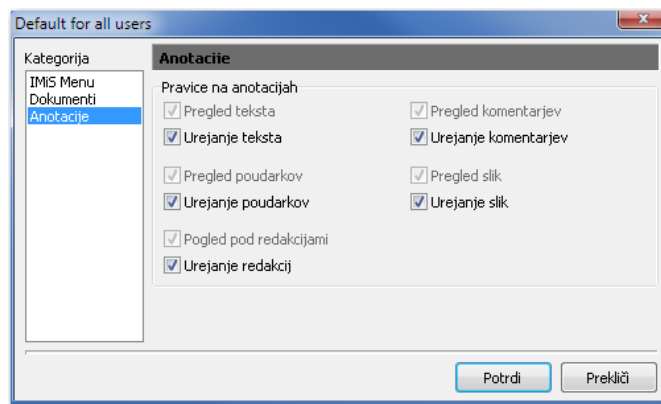 Default for all users
Kategorija
IMiS Menu
Dokumenti
Anotacije
Anotacije
Pravice na anotacijah
Pregled teksta
Pregled komentarjev
Urejanje teksta
Urejanje komentarjev
Pregled poudarkov
Pregled slik
Urejanje poudarkov
Urejanje slik
Pogled pod redakcijami
Urejanje redakcij
Potrdi
Prekliči